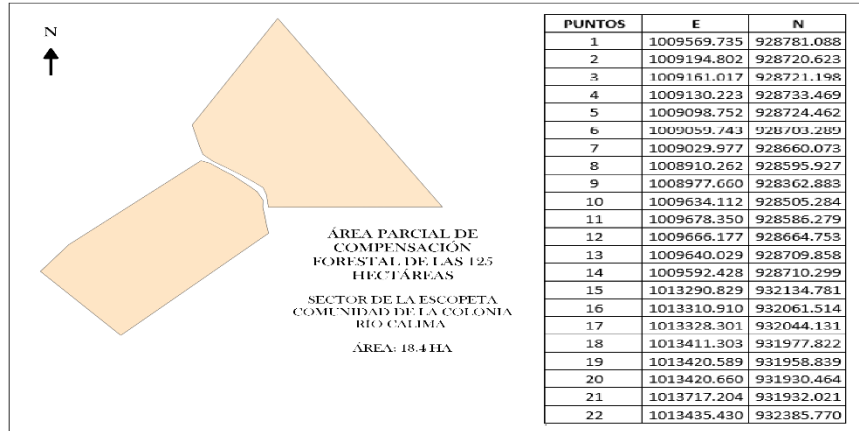 N
ÁREA PARCIAL DE
COMPENSACIÓN
FORESTAL DE LAS 125
HECTÁREAS
SECTOR DE LA ESCOPETA
COMUNIDAD DE LA COLONIA
RIO CALIMA
ÁREA: 18.4 HA
PUNTOS E N
1 1009569.735 928781.088
2 1009194.802 928720.623
3 1009161.017 928721.198
4 1009130.223 928733.469
5 1009098.752 928724.462
6 1009059.743 928703.289
7 1009029.977 928660.073
8 1008910.262 928595.927
9 1008977.660 928362.883
10 1009634.112 928505.284
11 1009678.350 928586.279
12 1009666.177 928664.753
13 1009640.029 928709.858
14 1009592.428 928710.299
15 1013290.829 932134.781
16 1013310.910 932061.514
17 1013328.301 932044.131
18 1013411.303 931977.822
19 1013420.589 931958.839
20 1013420.660 931930.464
21 1013717.204 931932.021
22 1013435.430 932385.770